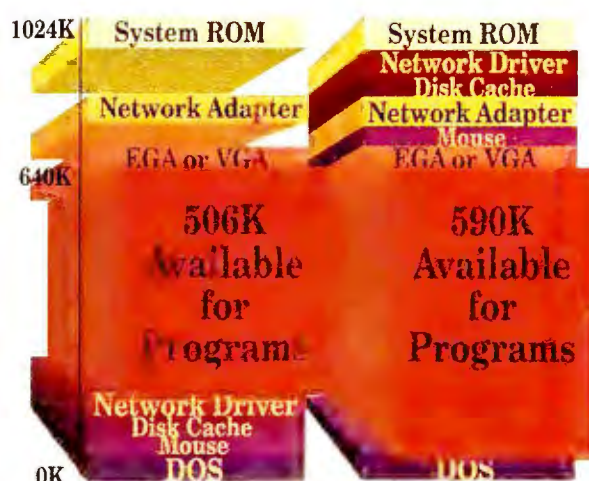 1024K
System ROM
Network Adapter
EGA or VGA
640K
506K
Available
for
Programs
Network Driver
Disk Cache
Mouse
DOS
0K
System ROM
Network Driver
Disk Cache
Network Adapter
Mouse
EGA or VGA
590K
Available
for
Programs
DOS